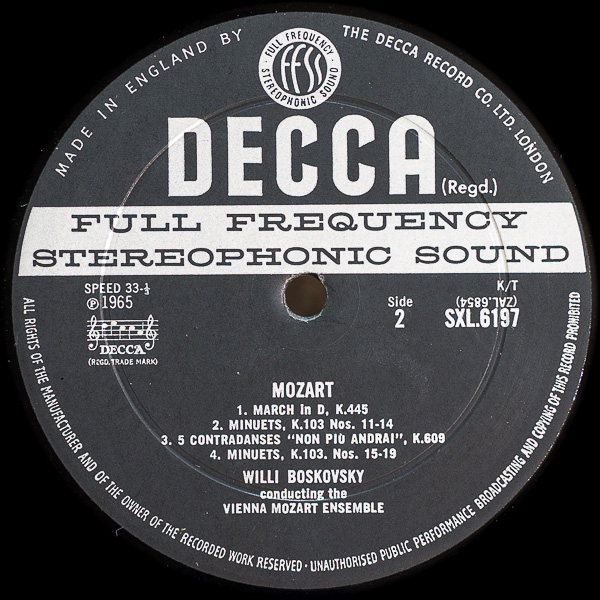 MADE IN ENGLAND BY
THE DECCA RECORD CO. LTD. LONDON
FULL FREQUENCY
ffss
STEREOPHONIC SOUND
DECCA (Regd.)
FULL FREQUENCY
STEREOPHONIC SOUND
SPEED 33-⅓
Ⓟ1965
DECCA
(REGD. TRADE MARK)
K/T
(ZAL.6854)
Side
2
SXL.6197
MOZART
1. MARCH in D, K.445
2. MINUETS, K.103 Nos. 11-14
3. 5 CONTRADANSES "NON PIÙ ANDRAI", K.609
4. MINUETS, K.103. Nos. 15-19
WILLI BOSKOVSKY
conducting the
VIENNA MOZART ENSEMBLE
ALL RIGHTS OF THE MANUFACTURER AND OF THE OWNER OF THE RECORDED WORK RESERVED · UNAUTHORISED PUBLIC PERFORMANCE BROADCASTING AND COPYING OF THIS RECORD PROHIBITED